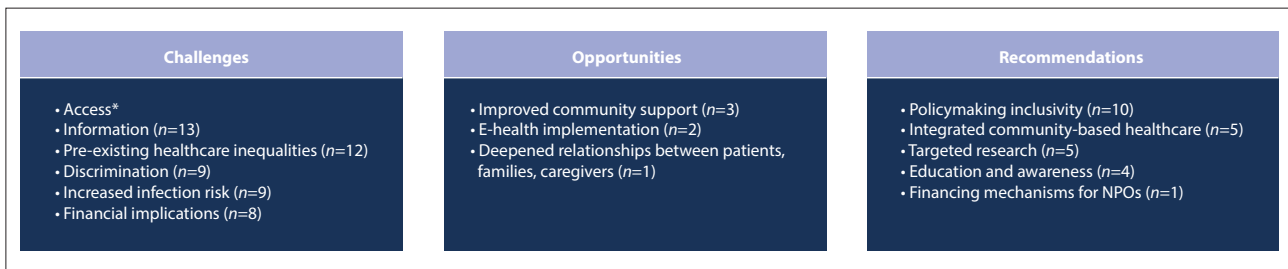 Challenges
• Access*
• Information (n=13)
• Pre-existing healthcare inequalities (n=12)
• Discrimination (n=9)
• Increased infection risk (n=9)
• Financial implications (n=8)
Opportunities
• Improved community support (n=3)
• E-health implementation (n=2)
• Deepened relationships between patients,
families, caregivers (n=1)
Recommendations
• Policymaking inclusivity (n=10)
• Integrated community-based healthcare (n=5)
• Targeted research (n=5)
• Education and awareness (n=4)
• Financing mechanisms for NPOs (n=1)